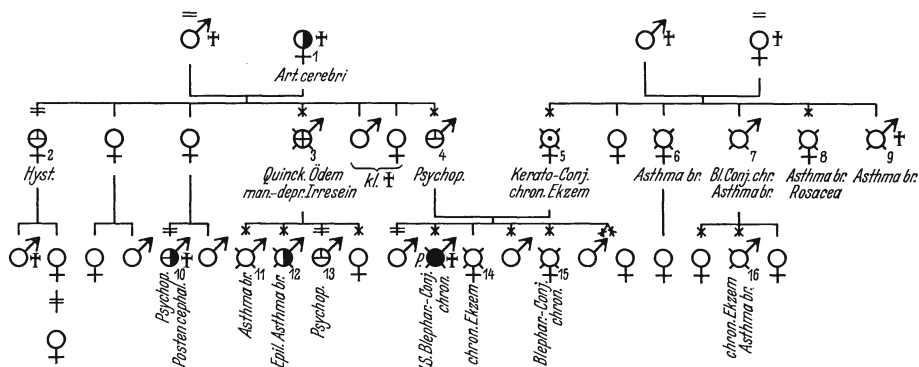 1
Art. cerebri
2
Hyst.
3
Quinck. Ödem
man.-depr. Irresein
kl.
4
Psychop.
5
Kerato-Conj.
chron. Ekzem
6
Asthma br.
7
Bl. Conj. chr.
Asthma br.
8
Asthma br.
Rosacea
9
Asthma br.
10
Psychop.
Postencephal.
11
Asthma br.
12
Epil. Asthma br.
13
Psychop.
P.
S. Blephar.-Conj.
chron.
14
chron. Ekzem
15
Blephar.-Conj.
chron.
16
chron. Ekzem
Asthma br.